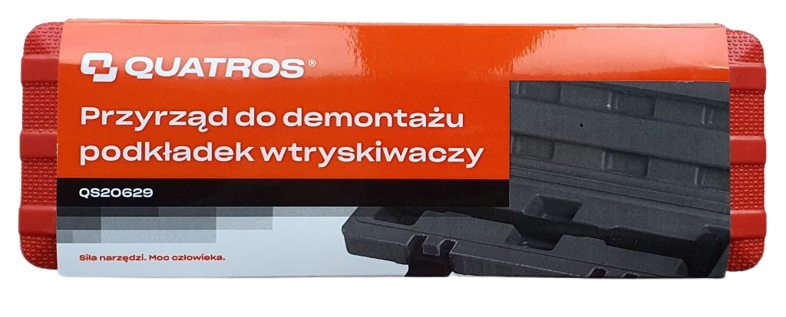 QUATROS®
Przyrząd do demontażu
podkładek wtryskiwaczy
QS20629
Siła narzędzi. Moc człowieka.